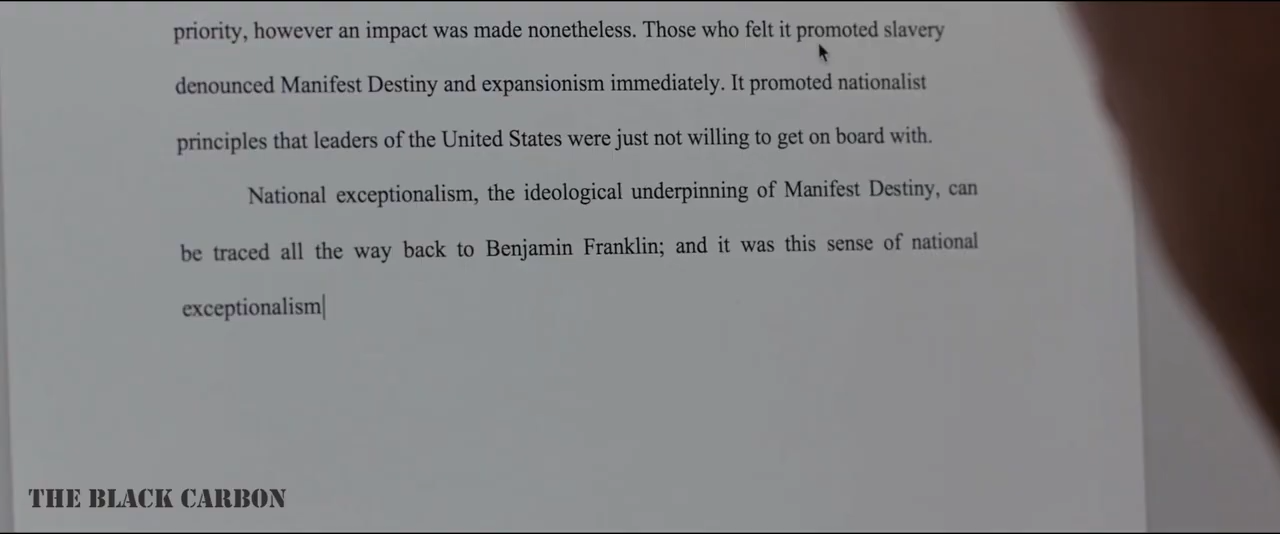 priority, however an impact was made nonetheless. Those who felt it promoted slavery
denounced Manifest Destiny and expansionism immediately. It promoted nationalist
principles that leaders of the United States were just not willing to get on board with.
National exceptionalism, the ideological underpinning of Manifest Destiny, can
be traced all the way back to Benjamin Franklin; and it was this sense of national
exceptionalism
THE BLACK CARBON